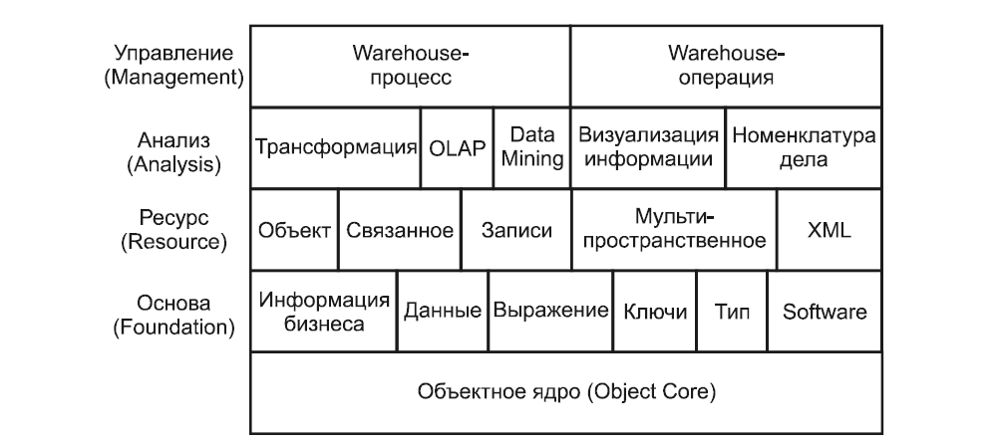 Управление
(Management)
Warehouse-
процесс
Warehouse-
операция
Анализ
(Analysis)
Трансформация
OLAP
Data
Mining
Визуализация
информации
Номенклатура
дела
Ресурс
(Resource)
Объект
Связанное
Записи
Мульти-
пространственное
XML
Основа
(Foundation)
Информация
бизнеса
Данные
Выражение
Ключи
Тип
Software
Объектное ядро (Object Core)